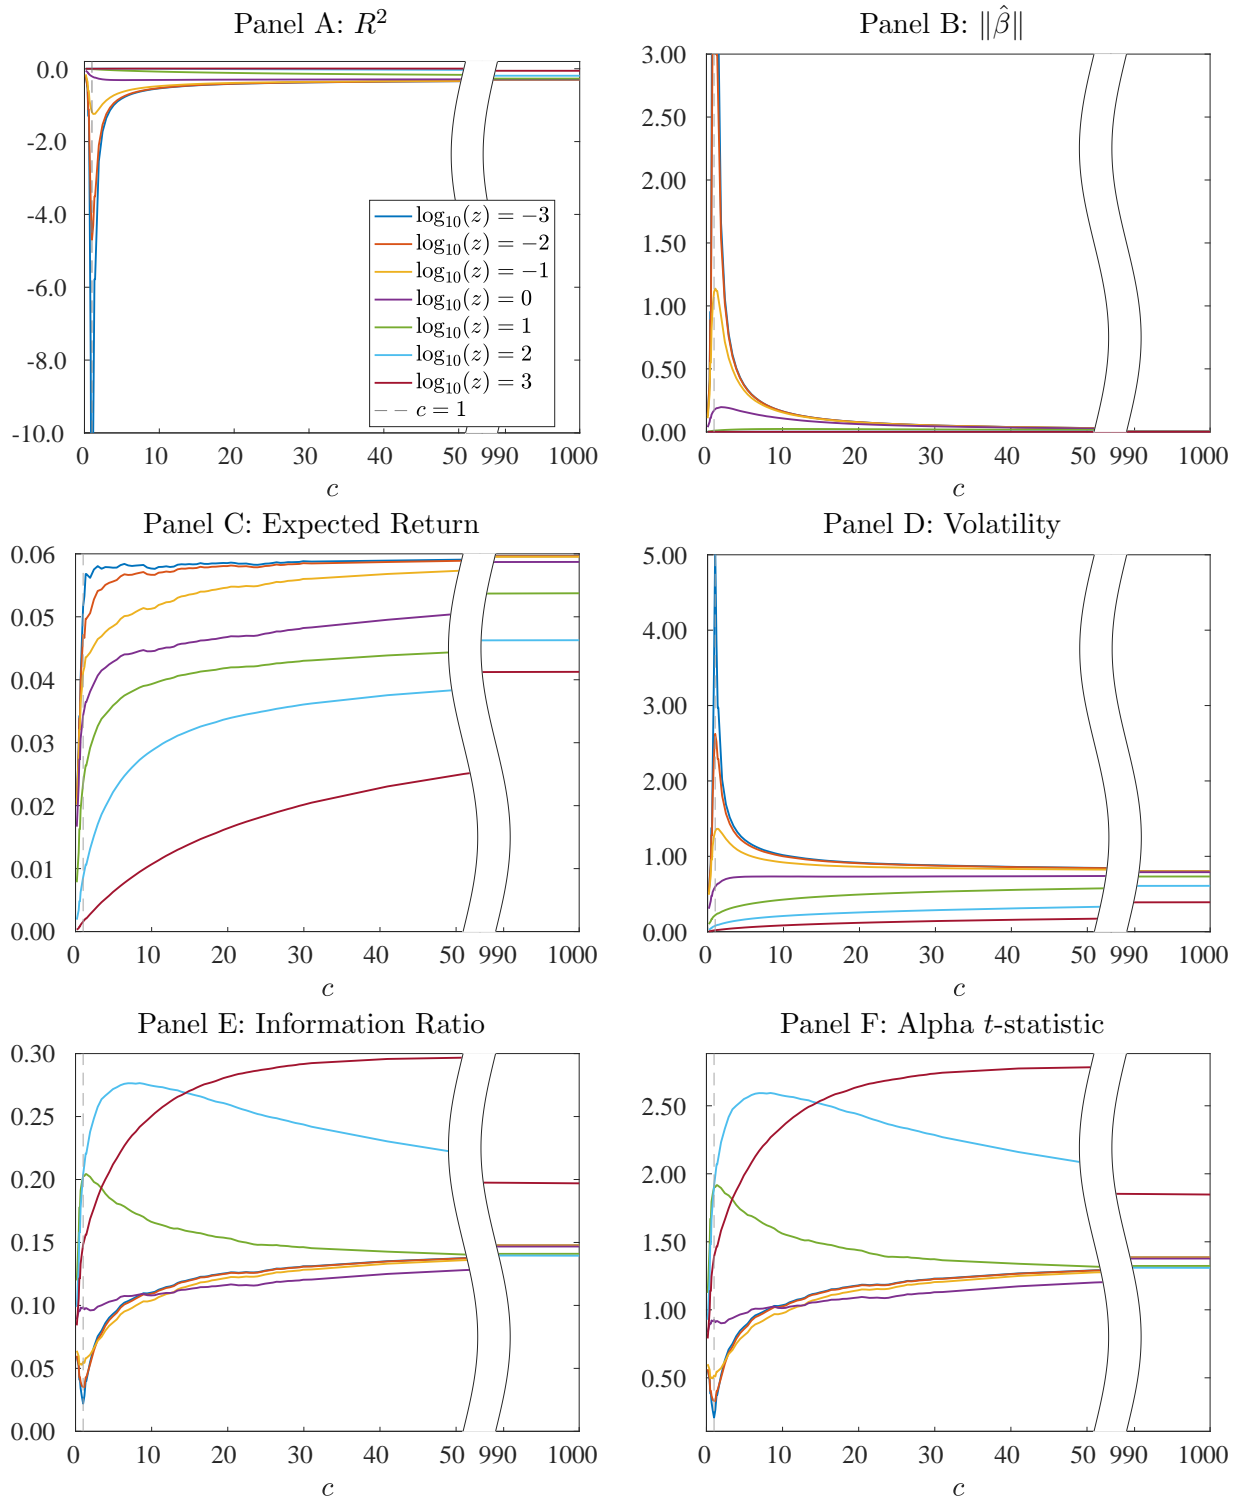 Panel A: R²
0.0
-2.0
-4.0
-6.0
-8.0
-10.0
log₁₀(z) = −3
log₁₀(z) = −2
log₁₀(z) = −1
log₁₀(z) = 0
log₁₀(z) = 1
log₁₀(z) = 2
log₁₀(z) = 3
c = 1
0 10 20 30 40 50 990 1000
c
Panel B: ‖β̂‖
3.00
2.50
2.00
1.50
1.00
0.50
0.00
0 10 20 30 40 50 990 1000
c
Panel C: Expected Return
0.06
0.05
0.04
0.03
0.02
0.01
0.00
0 10 20 30 40 50 990 1000
c
Panel D: Volatility
5.00
4.00
3.00
2.00
1.00
0.00
0 10 20 30 40 50 990 1000
c
Panel E: Information Ratio
0.30
0.25
0.20
0.15
0.10
0.05
0.00
0 10 20 30 40 50 990 1000
c
Panel F: Alpha t-statistic
2.50
2.00
1.50
1.00
0.50
0 10 20 30 40 50 990 1000
c